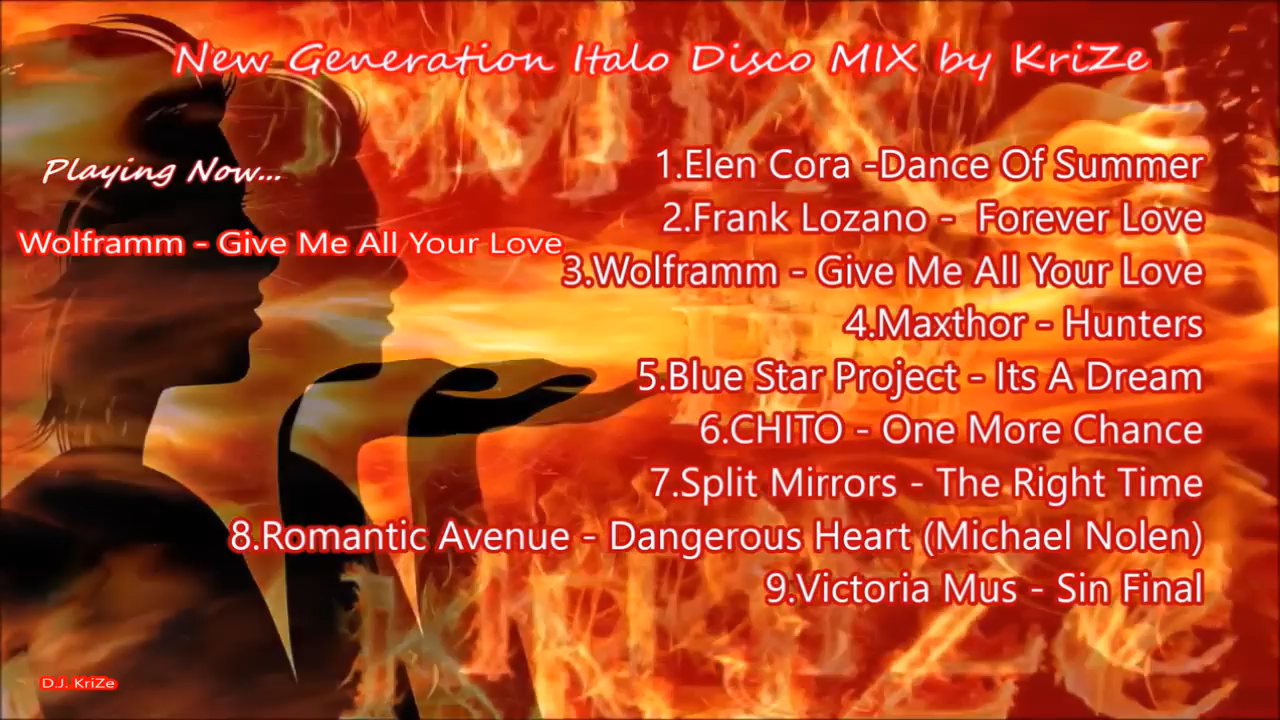 New Generation Italo Disco MIX by KriZe
Playing Now...
Wolframm - Give Me All Your Love
1.Elen Cora -Dance Of Summer
2.Frank Lozano - Forever Love
3.Wolframm - Give Me All Your Love
4.Maxthor - Hunters
5.Blue Star Project - Its A Dream
6.CHITO - One More Chance
7.Split Mirrors - The Right Time
8.Romantic Avenue - Dangerous Heart (Michael Nolen)
9.Victoria Mus - Sin Final
D.J. KriZe